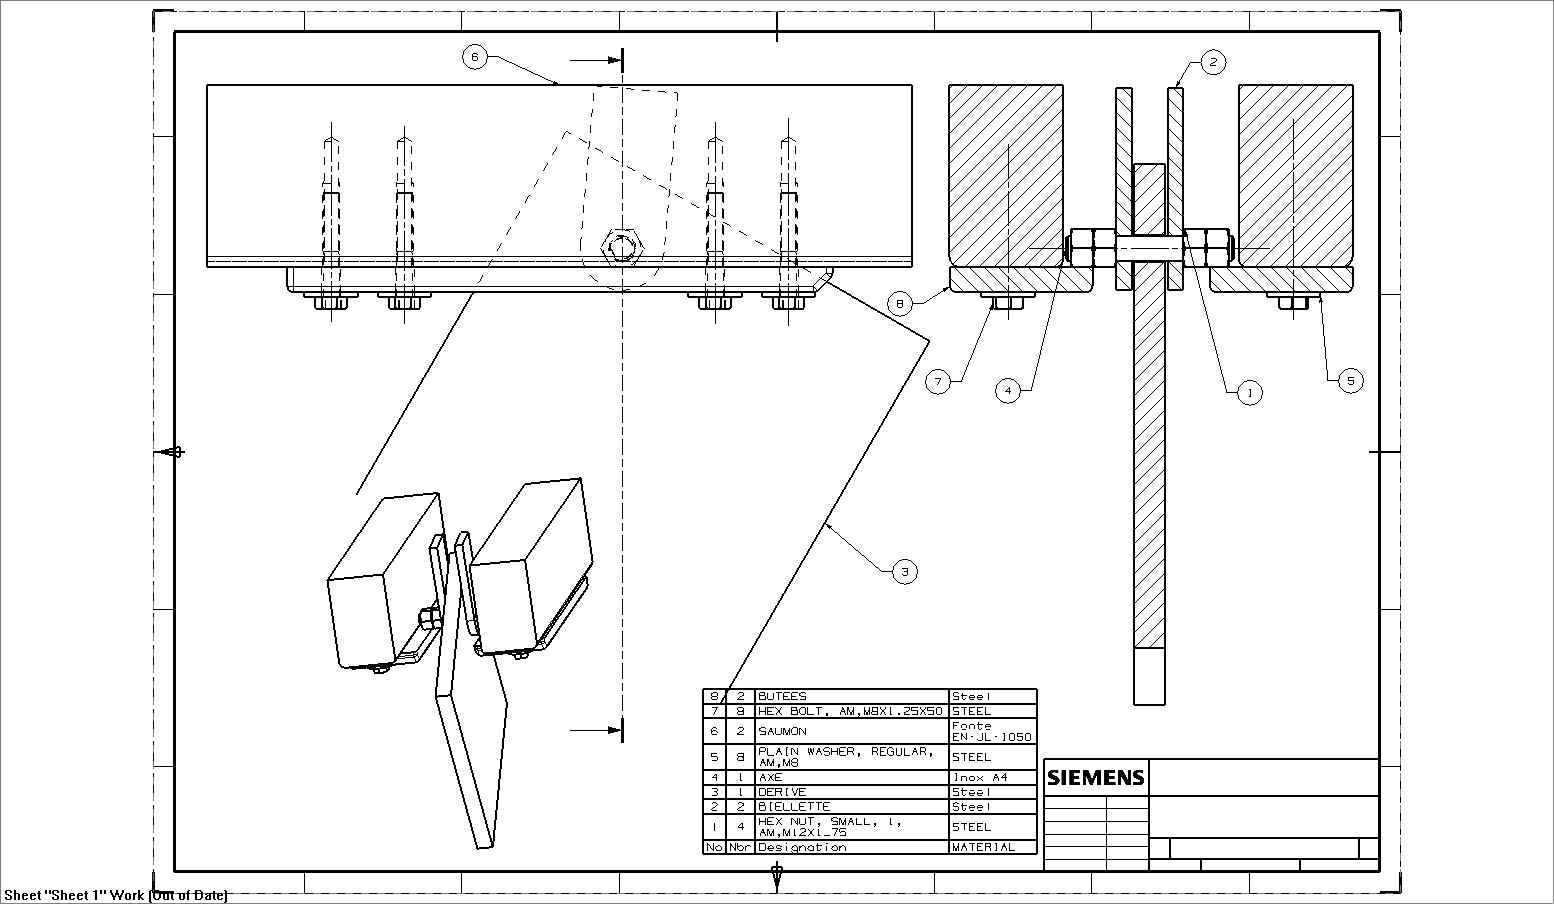 6
2
8
7
4
1
5
3
8 2 BUTEES Steel
7 8 HEX BOLT, AM,M8X1.25X50 STEEL
6 2 SAUMON Fonte
EN-JL-1050
5 8 PLAIN WASHER, REGULAR,
AM,M8 STEEL
4 1 AXE Inox A4
3 1 DERIVE Steel
2 2 BIELLETTE Steel
1 4 HEX NUT, SMALL, 1,
AM,M12X1.75 STEEL
No Nbr Designation MATERIAL
SIEMENS
Sheet "Sheet 1" Work (Out of Date)